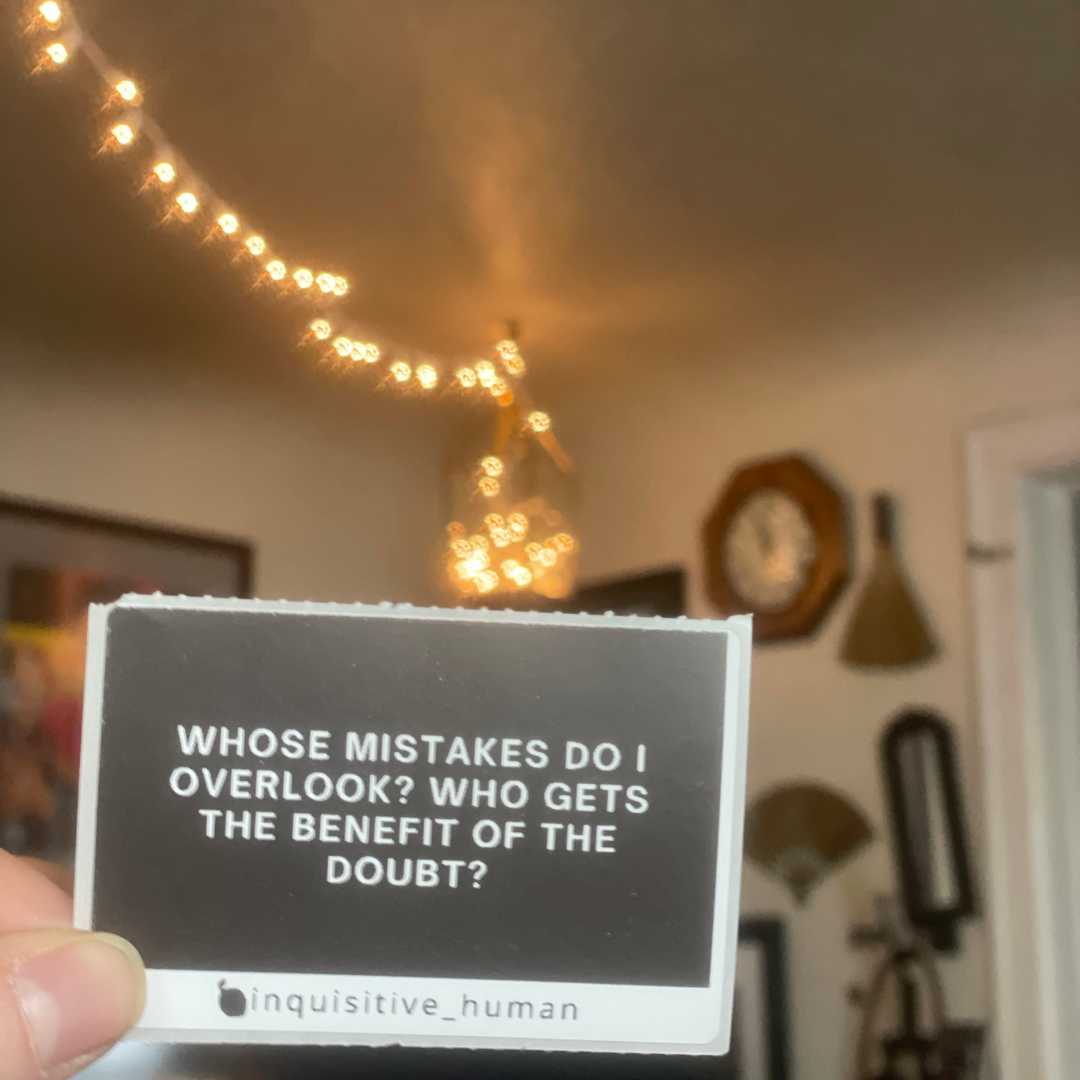 WHOSE MISTAKES DO I
OVERLOOK? WHO GETS
THE BENEFIT OF THE
DOUBT?
inquisitive_human